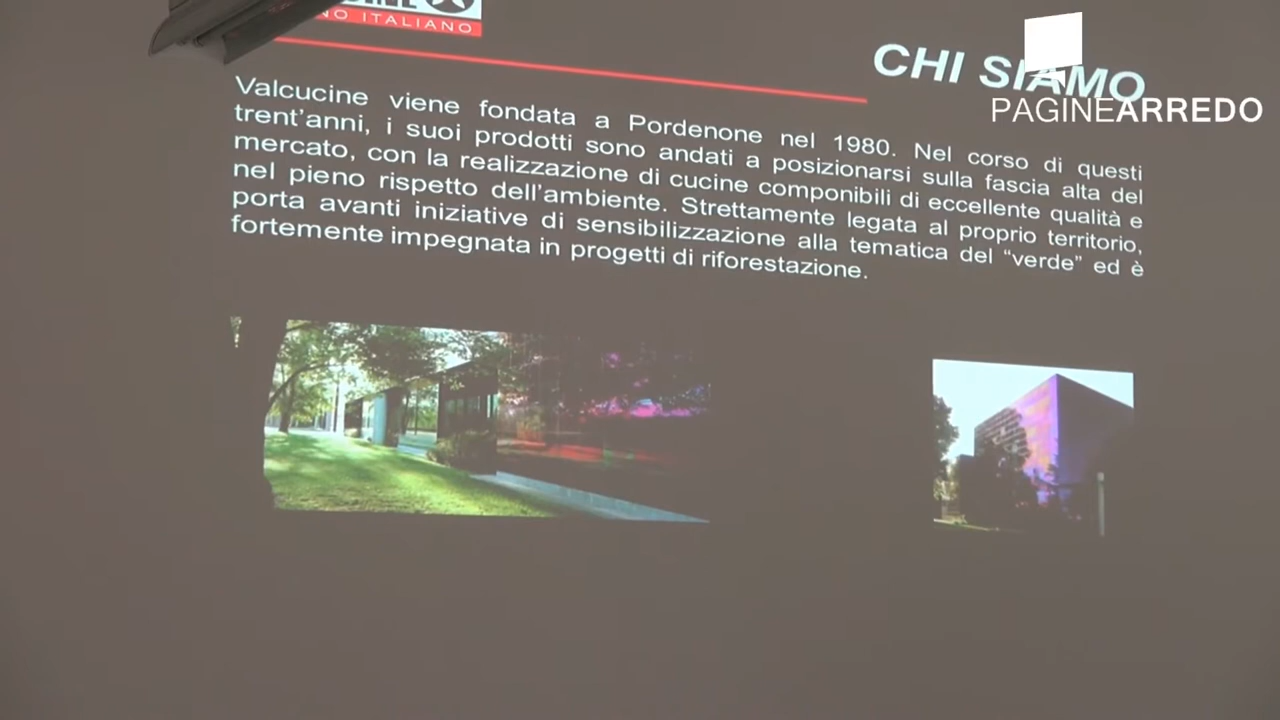 NO ITALIANO
CHI SIAMO
PAGINEARREDO
Valcucine viene fondata a Pordenone nel 1980. Nel corso di questi
trent'anni, i suoi prodotti sono andati a posizionarsi sulla fascia alta del
mercato, con la realizzazione di cucine componibili di eccellente qualità e
nel pieno rispetto dell'ambiente. Strettamente legata al proprio territorio,
porta avanti iniziative di sensibilizzazione alla tematica del “verde” ed è
fortemente impegnata in progetti di riforestazione.